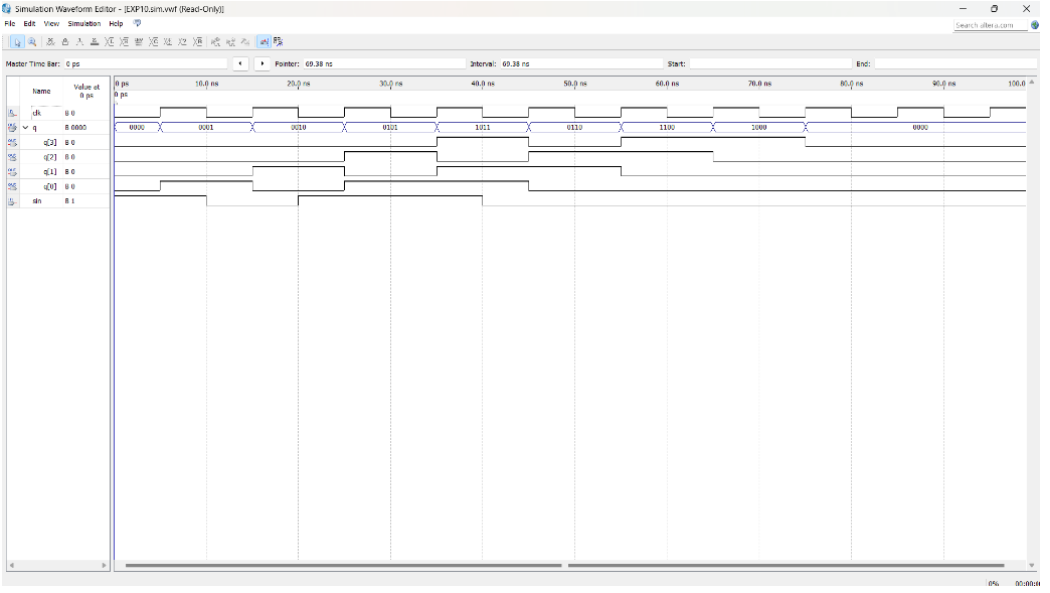 Simulation Waveform Editor - [EXP10.sim.vwf (Read-Only)]
File Edit View Simulation Help
Search altera.com
Master Time Bar: 0 ps
Pointer: 69.38 ns
Interval: 69.38 ns
Start:
End:
Name
Value at
0 ps
0 ps 10.0 ns 20.0 ns 30.0 ns 40.0 ns 50.0 ns 60.0 ns 70.0 ns 80.0 ns 90.0 ns 100.0
0 ps
clk B 0
q B 0000 0000 0001 0010 0101 1011 0110 1100 1000 0000
q[3] B 0
q[2] B 0
q[1] B 0
q[0] B 0
sin B 1
0% 00:00:0